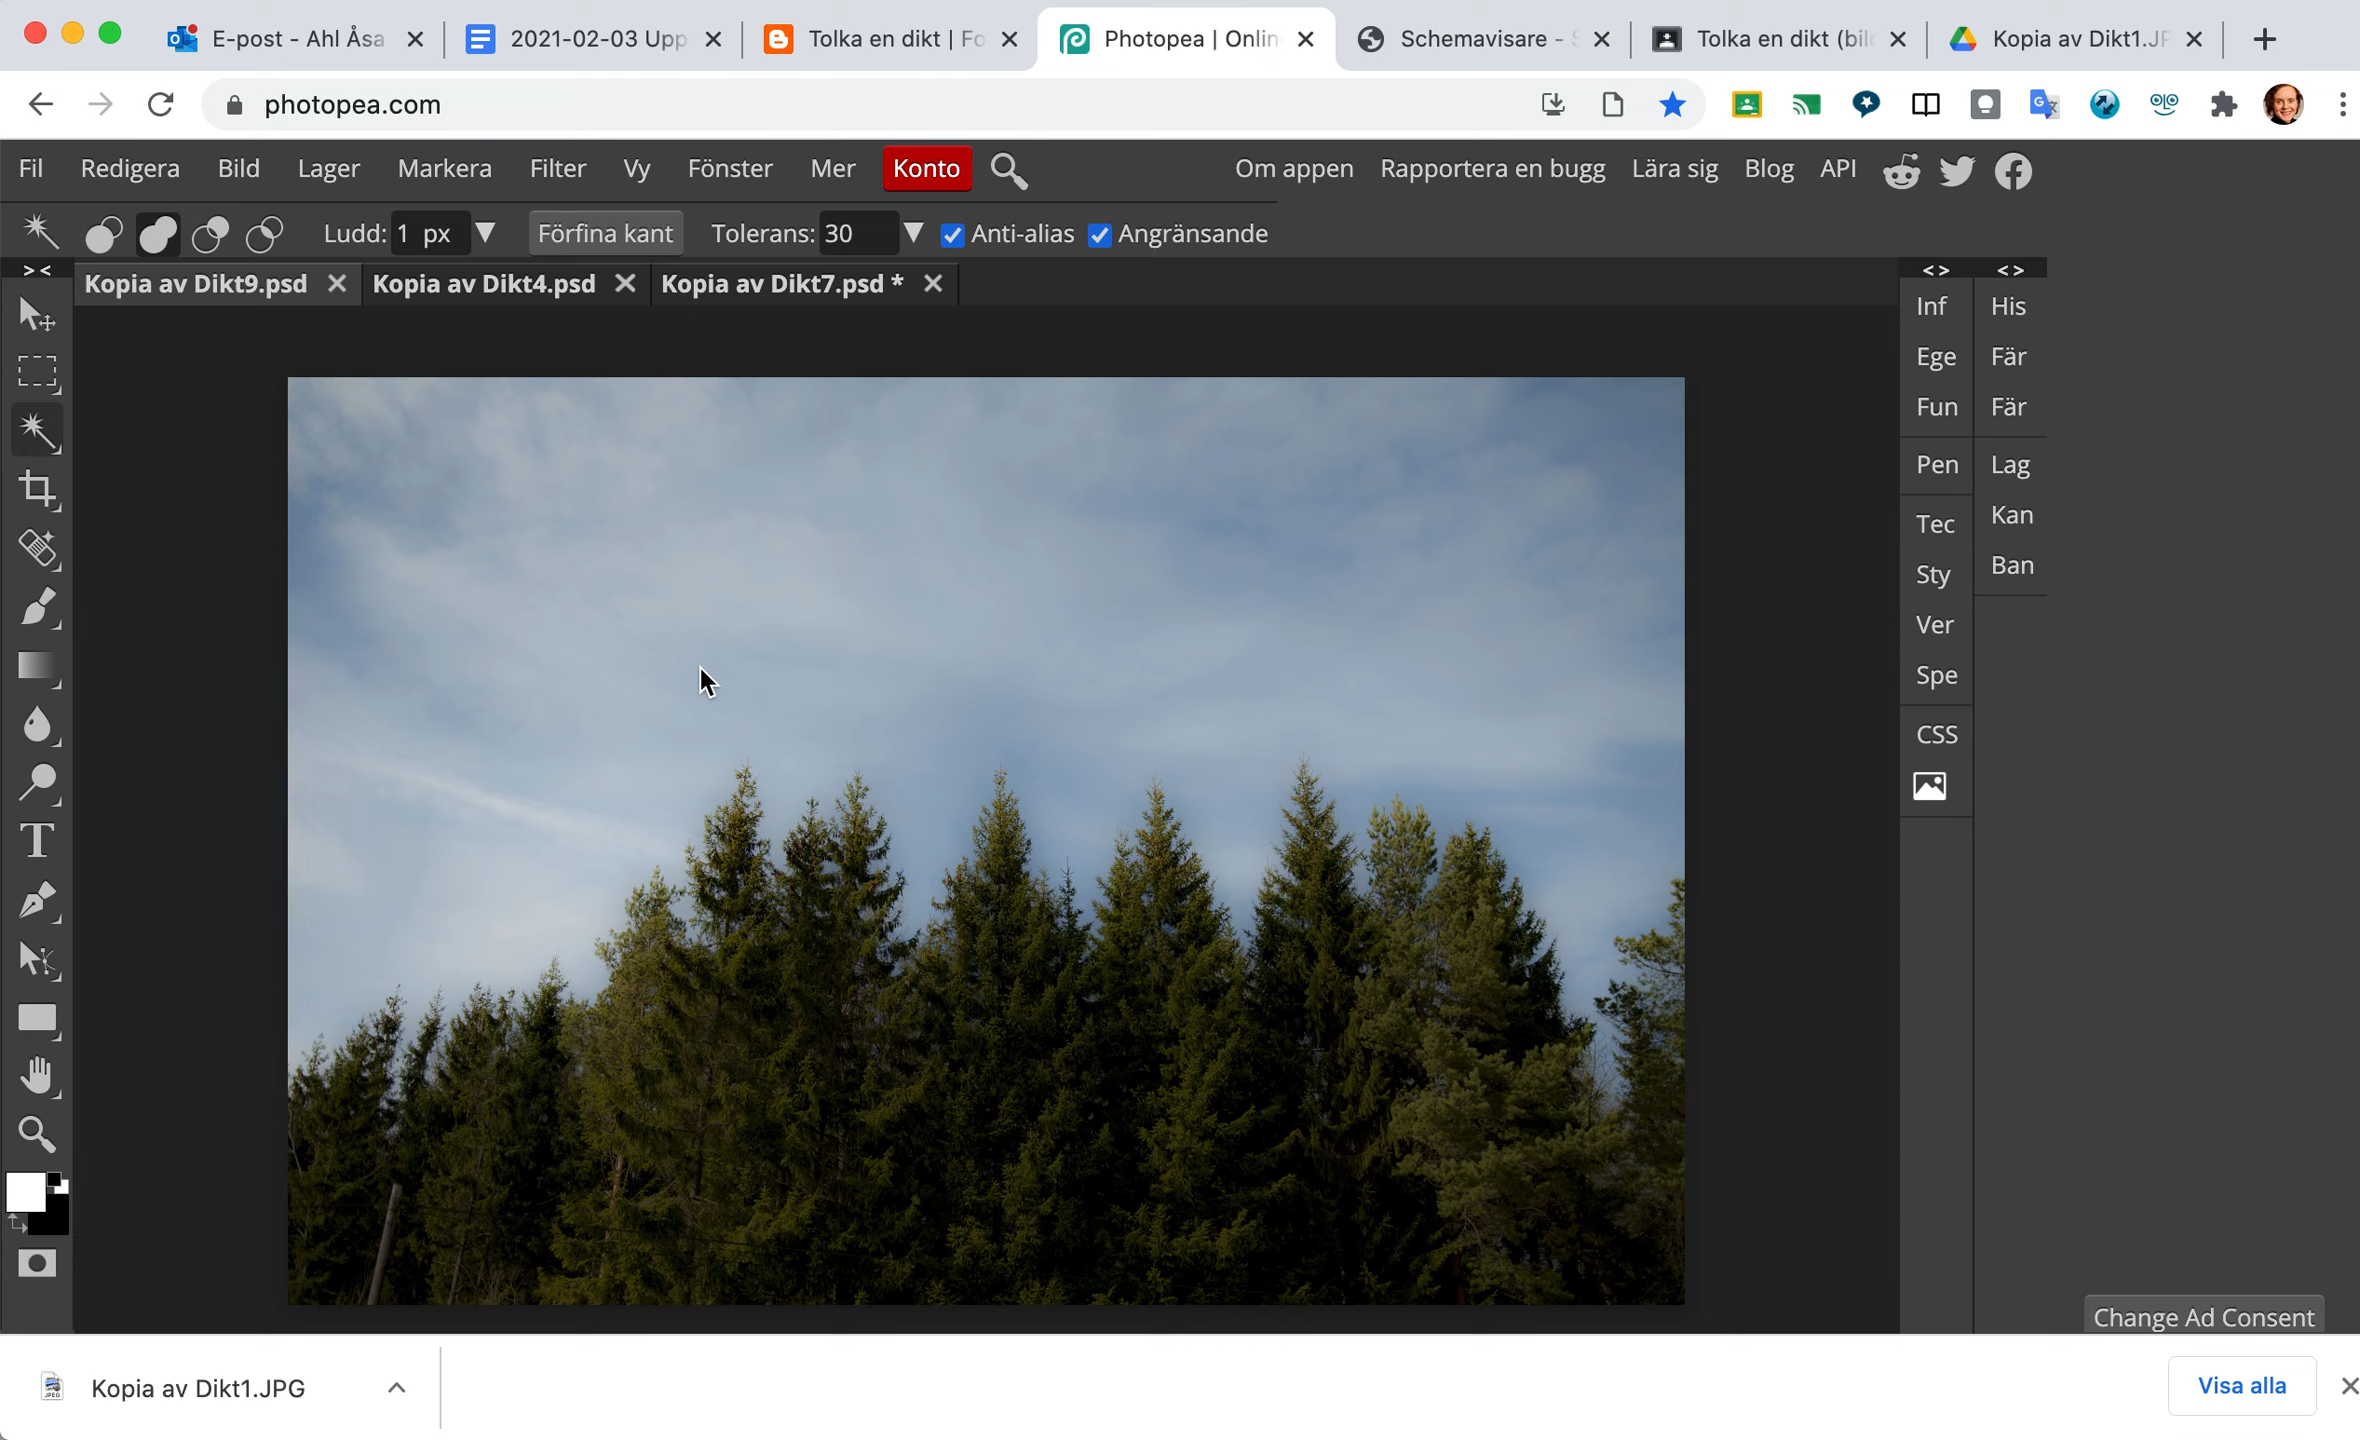 E-post - Ahl Åsa
2021-02-03 Upp
Tolka en dikt | Fo
Photopea | Onlin
Schemavisare - S
Tolka en dikt (bild
Kopia av Dikt1.JP
photopea.com
Fil Redigera Bild Lager Markera Filter Vy Fönster Mer Konto
Om appen Rapportera en bugg Lära sig Blog API
Ludd: 1 px Förfina kant Tolerans: 30 Anti-alias Angränsande
> <
Kopia av Dikt9.psd
Kopia av Dikt4.psd
Kopia av Dikt7.psd *
< >
< >
Inf
Ege
Fun
Pen
Tec
Sty
Ver
Spe
CSS
His
Fär
Fär
Lag
Kan
Ban
Change Ad Consent
Kopia av Dikt1.JPG
Visa alla